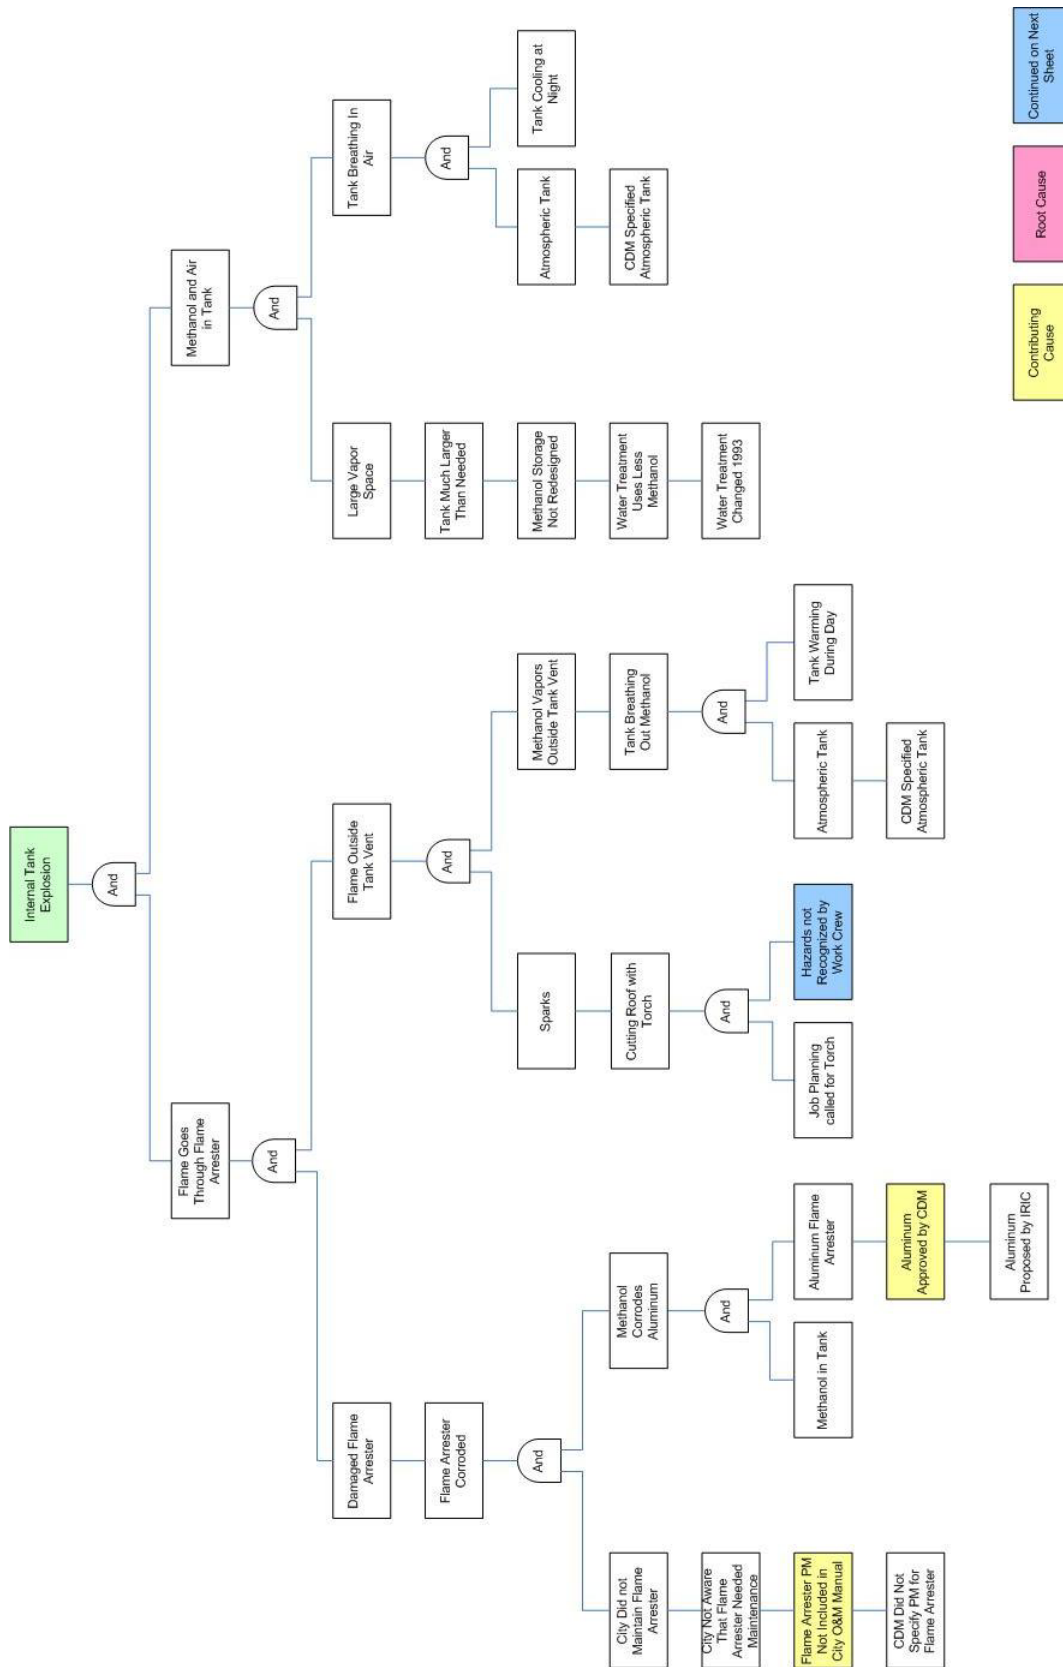 Internal Tank
Explosion
And
Flame Goes
Through Flame
Arrester
Methanol and Air
in Tank
And
And
Damaged Flame
Arrester
Flame Outside
Tank Vent
Large Vapor
Space
Tank Breathing In
Air
Flame Arrester
Corroded
And
Tank Much Larger
Than Needed
And
And
Sparks
Methanol Vapors
Outside Tank Vent
Methanol Storage
Not Redesigned
Atmospheric Tank
Tank Cooling at
Night
City Did not
Maintain Flame
Arrester
Methanol
Corrodes
Aluminum
Cutting Roof with
Torch
Tank Breathing
Out Methanol
Water Treatment
Uses Less
Methanol
CDM Specified
Atmospheric Tank
City Not Aware
That Flame
Arrester Needed
Maintenance
And
And
And
Water Treatment
Changed 1993
Flame Arrester PM
Not Included in
City O&M Manual
Methanol in Tank
Aluminum Flame
Arrester
Job Planning
called for Torch
Hazards not
Recognized by
Work Crew
Atmospheric Tank
Tank Warming
During Day
CDM Did Not
Specify PM for
Flame Arrester
Aluminum
Approved by CDM
CDM Specified
Atmospheric Tank
Aluminum
Proposed by IRIC
Contributing
Cause
Root Cause
Continued on Next
Sheet